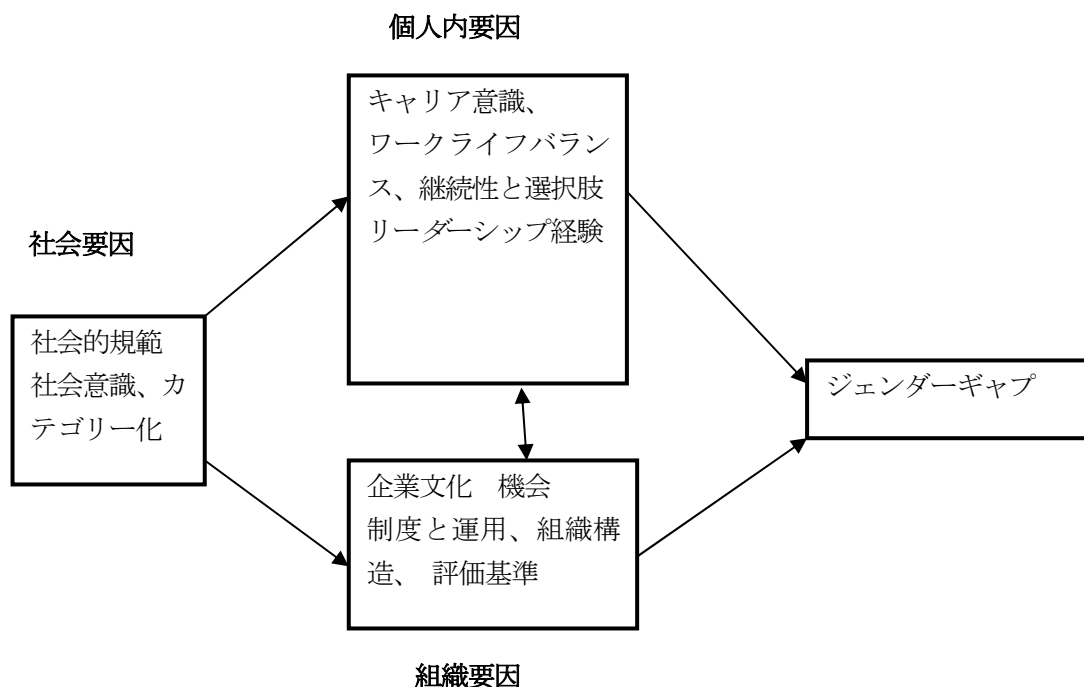 個人内要因
キャリア意識、
ワークライフバラン
ス、継続性と選択肢
リーダーシップ経験
社会要因
社会的規範
社会意識、カ
テゴリー化
ジェンダーギャプ
企業文化　機会
制度と運用、組織構
造、 評価基準
組織要因